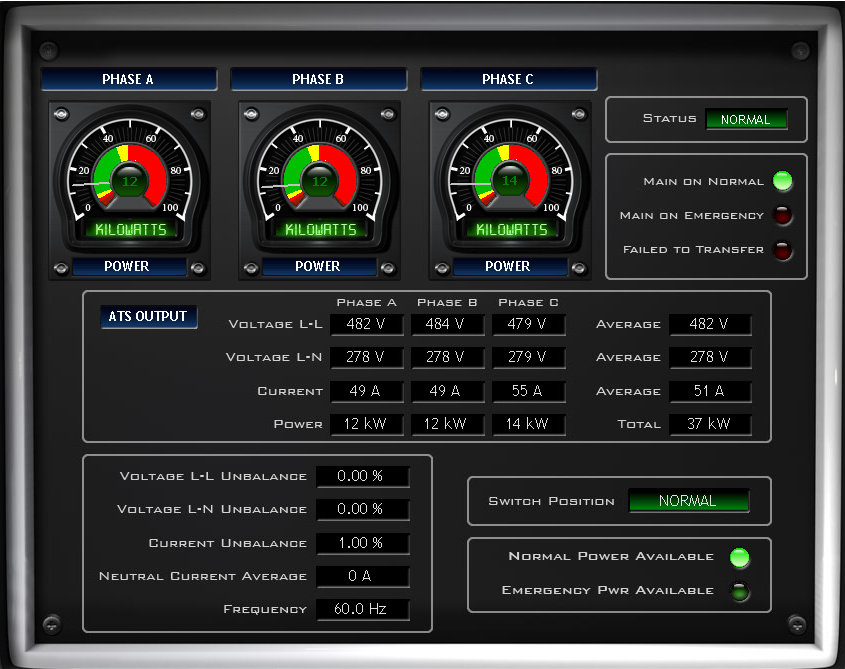 PHASE A PHASE B PHASE C
STATUS NORMAL
0 20 40 60 80 100 12 KILOWATTS
0 20 40 60 80 100 12 KILOWATTS
0 20 40 60 80 100 14 KILOWATTS
POWER POWER POWER
MAIN ON NORMAL
MAIN ON EMERGENCY
FAILED TO TRANSFER
ATS OUTPUT
PHASE A PHASE B PHASE C
VOLTAGE L-L 482 V 484 V 479 V AVERAGE 482 V
VOLTAGE L-N 278 V 278 V 279 V AVERAGE 278 V
CURRENT 49 A 49 A 55 A AVERAGE 51 A
POWER 12 kW 12 kW 14 kW TOTAL 37 kW
VOLTAGE L-L UNBALANCE 0.00 %
VOLTAGE L-N UNBALANCE 0.00 %
CURRENT UNBALANCE 1.00 %
NEUTRAL CURRENT AVERAGE 0 A
FREQUENCY 60.0 Hz
SWITCH POSITION NORMAL
NORMAL POWER AVAILABLE
EMERGENCY PWR AVAILABLE